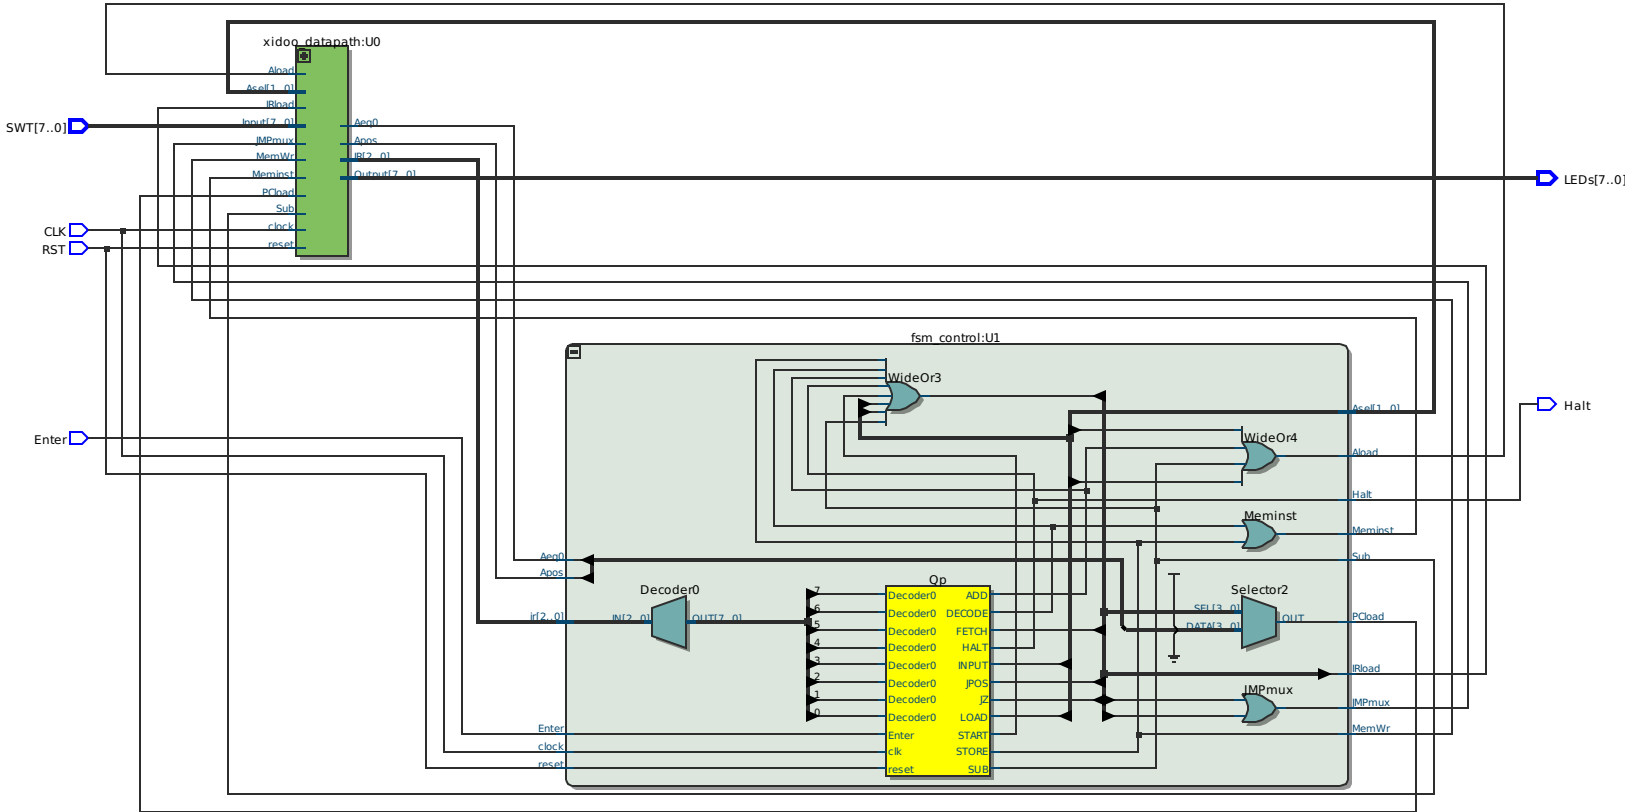 xidoo_datapath:U0
Aload
Asel[1..0]
IRload
SWT[7..0]
Input[7..0]
Aeq0
JMPmux
Apos
MemWr
IR[2..0]
Meminst
Output[7..0]
LEDs[7..0]
PCload
Sub
CLK
clock
RST
reset
fsm_control:U1
WideOr3
Halt
Asel[1..0]
Enter
WideOr4
Aload
Halt
Meminst
Meminst
Aeq0
Sub
Apos
Decoder0
Qp
Selector2
7
Decoder0
ADD
6
Decoder0
DECODE
SEL[3..0]
ir[2..0]
IN[2..0]
OUT[7..0]
OUT
PCload
DATA[3..0]
5
Decoder0
FETCH
4
Decoder0
HALT
3
Decoder0
INPUT
IRload
2
Decoder0
JPOS
JMPmux
1
Decoder0
JZ
JMPmux
0
Decoder0
LOAD
Enter
Enter
START
MemWr
clock
clk
STORE
reset
reset
SUB